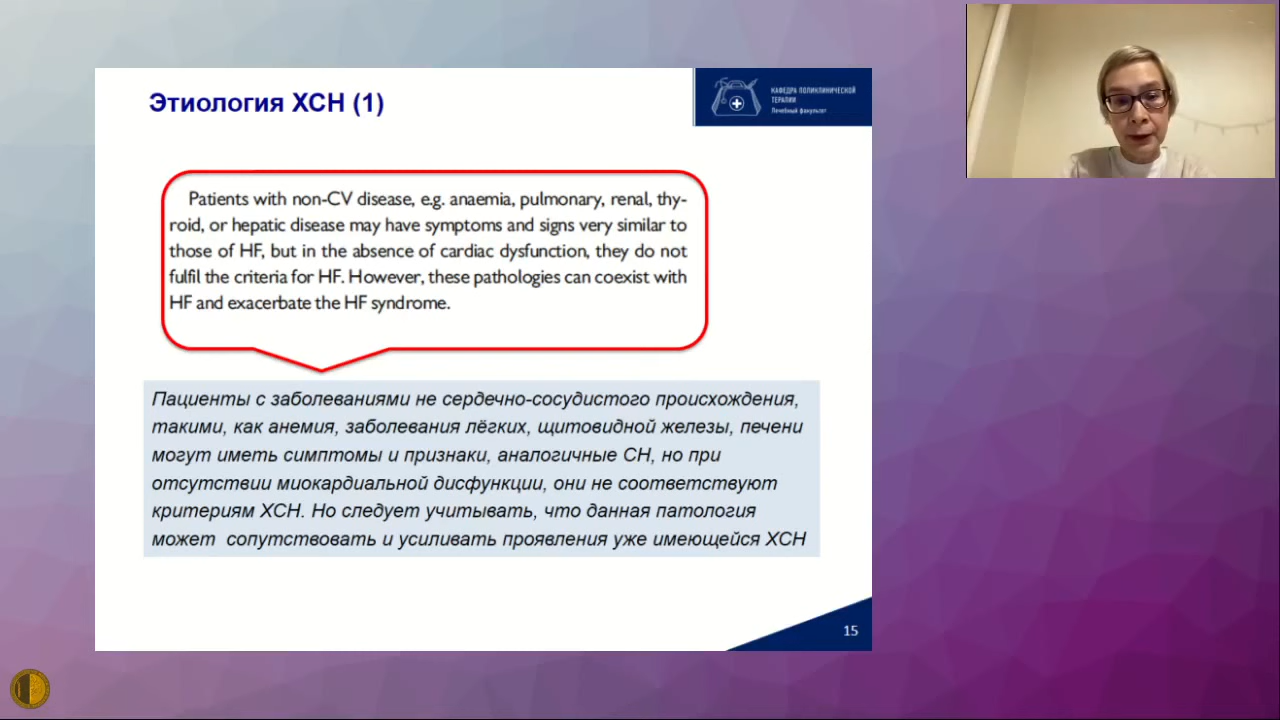 Этиология ХСН (1)
КАФЕДРА ПОЛИКЛИНИЧЕСКОЙ
ТЕРАПИИ
Лечебный факультет
Patients with non-CV disease, e.g. anaemia, pulmonary, renal, thy-
roid, or hepatic disease may have symptoms and signs very similar to
those of HF, but in the absence of cardiac dysfunction, they do not
fulfil the criteria for HF. However, these pathologies can coexist with
HF and exacerbate the HF syndrome.
Пациенты с заболеваниями не сердечно-сосудистого происхождения,
такими, как анемия, заболевания лёгких, щитовидной железы, печени
могут иметь симптомы и признаки, аналогичные СН, но при
отсутствии миокардиальной дисфункции, они не соответствуют
критериям ХСН. Но следует учитывать, что данная патология
может сопутствовать и усиливать проявления уже имеющейся ХСН
15